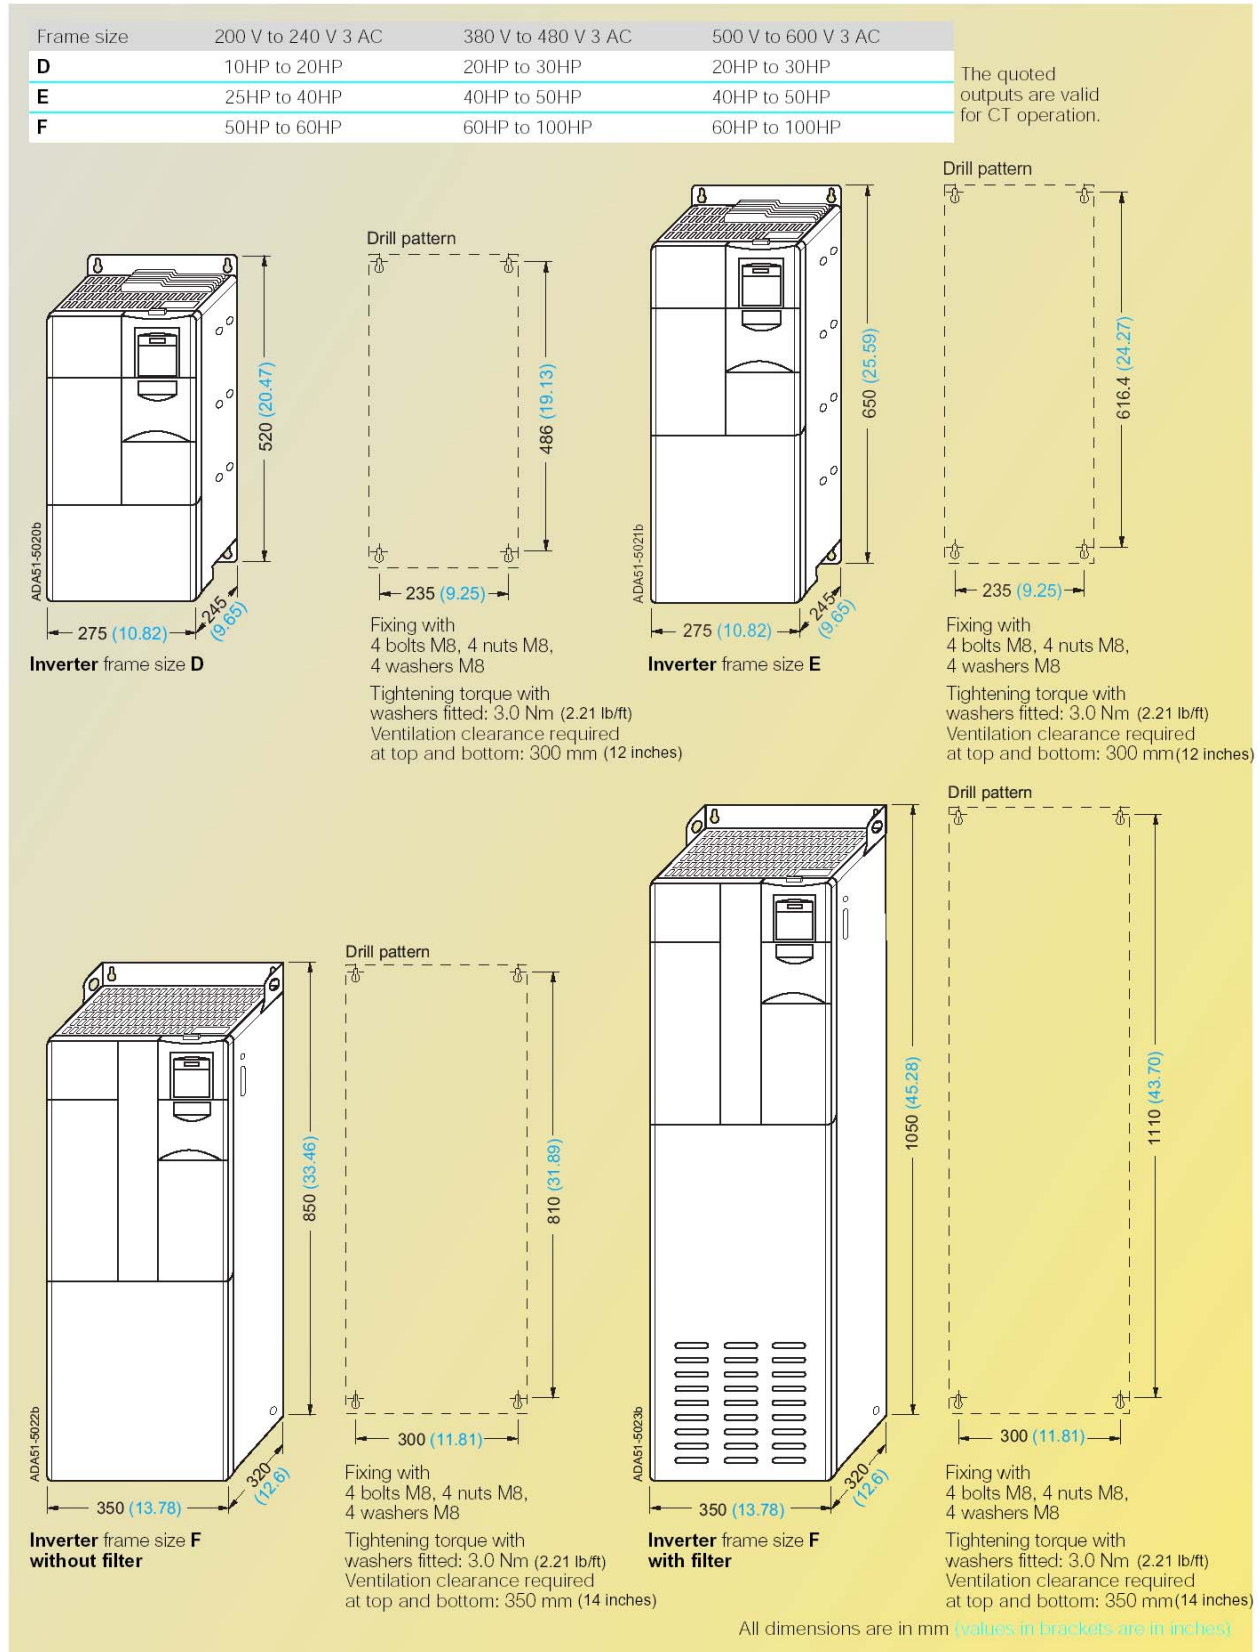 Frame size 200 V to 240 V 3 AC 380 V to 480 V 3 AC 500 V to 600 V 3 AC
D 10HP to 20HP 20HP to 30HP 20HP to 30HP
E 25HP to 40HP 40HP to 50HP 40HP to 50HP
F 50HP to 60HP 60HP to 100HP 60HP to 100HP
The quoted
outputs are valid
for CT operation.
520 (20.47)
ADA51-5020b
275 (10.82)
245
(9.65)
Inverter frame size D
Drill pattern
486 (19.13)
235 (9.25)
Fixing with
4 bolts M8, 4 nuts M8,
4 washers M8
Tightening torque with
washers fitted: 3.0 Nm (2.21 lb/ft)
Ventilation clearance required
at top and bottom: 300 mm (12 inches)
650 (25.59)
ADA51-5021b
275 (10.82)
245
(9.65)
Inverter frame size E
Drill pattern
616.4 (24.27)
235 (9.25)
Fixing with
4 bolts M8, 4 nuts M8,
4 washers M8
Tightening torque with
washers fitted: 3.0 Nm (2.21 lb/ft)
Ventilation clearance required
at top and bottom: 300 mm (12 inches)
850 (33.46)
ADA51-5022b
350 (13.78)
320
(12.6)
Inverter frame size F
without filter
Drill pattern
810 (31.89)
300 (11.81)
Fixing with
4 bolts M8, 4 nuts M8,
4 washers M8
Tightening torque with
washers fitted: 3.0 Nm (2.21 lb/ft)
Ventilation clearance required
at top and bottom: 350 mm (14 inches)
1050 (45.28)
ADA51-5023b
350 (13.78)
320
(12.6)
Inverter frame size F
with filter
Drill pattern
1110 (43.70)
300 (11.81)
Fixing with
4 bolts M8, 4 nuts M8,
4 washers M8
Tightening torque with
washers fitted: 3.0 Nm (2.21 lb/ft)
Ventilation clearance required
at top and bottom: 350 mm (14 inches)
All dimensions are in mm (values in brackets are in inches)